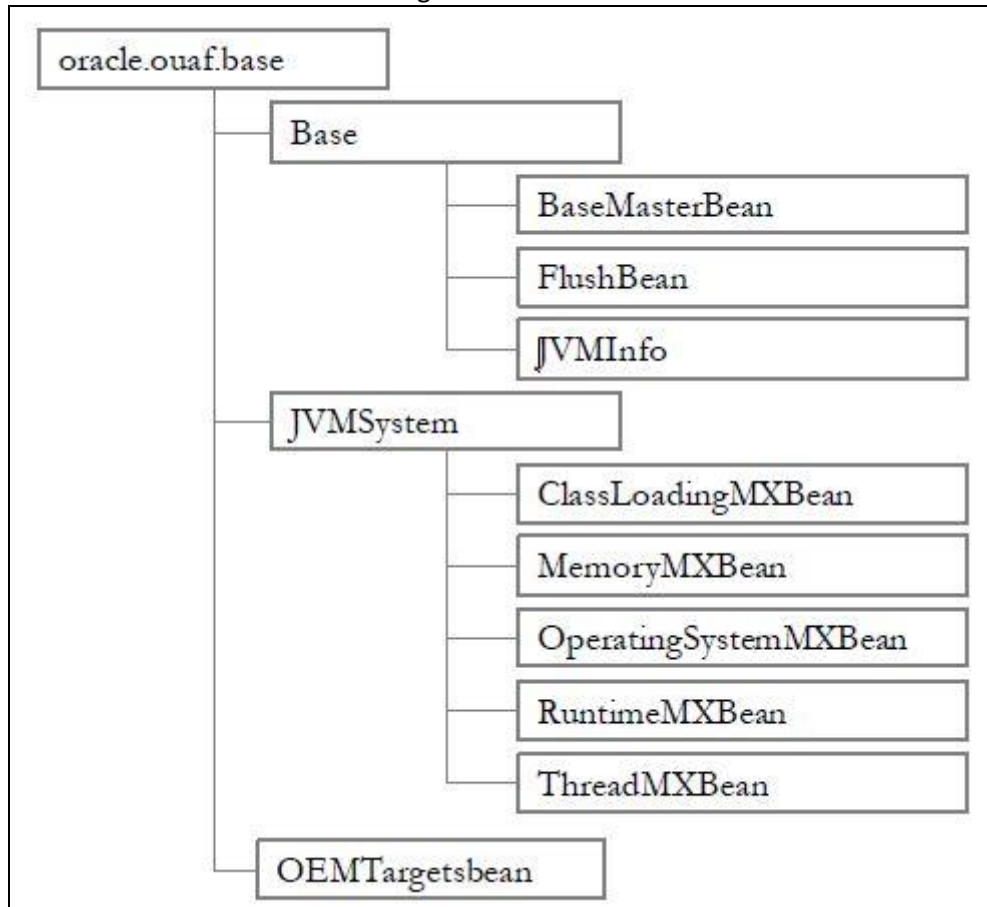 oracle.ouaf.base
Base
BaseMasterBean
FlushBean
JVMInfo
JVMSystem
ClassLoadingMXBean
MemoryMXBean
OperatingSystemMXBean
RuntimeMXBean
ThreadMXBean
OEMTargetsbean